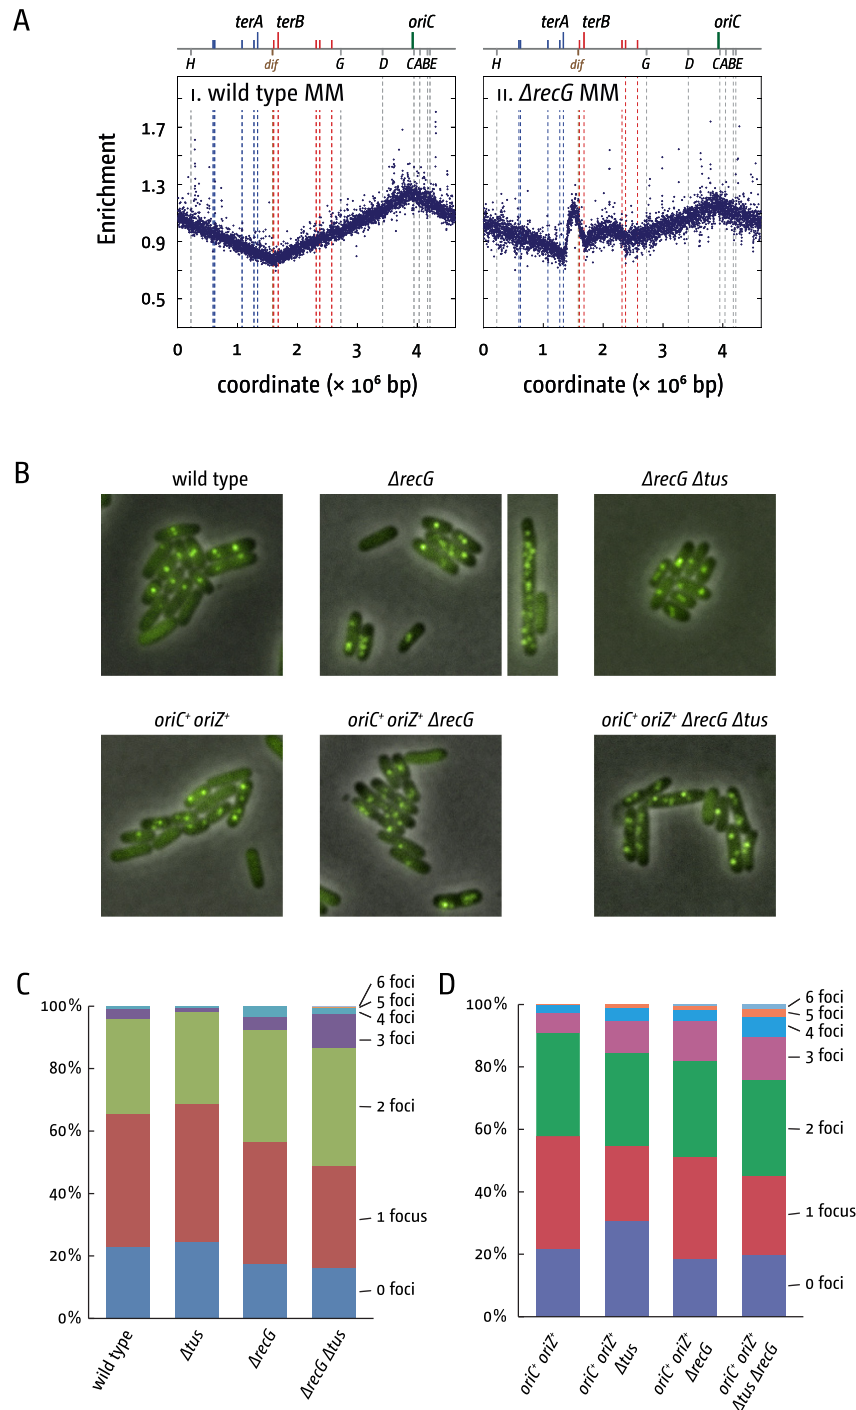 A
terA terB oriC terA terB oriC
H dif G D CABE H dif G D CABE
I. wild type MM II. ΔrecG MM
Enrichment
1.7
1.3
0.9
0.5
0 1 2 3 4 0 1 2 3 4
coordinate (× 10⁶ bp) coordinate (× 10⁶ bp)
B
wild type ΔrecG ΔrecG Δtus
oriC⁺ oriZ⁺ oriC⁺ oriZ⁺ ΔrecG oriC⁺ oriZ⁺ ΔrecG Δtus
C
100%
80%
60%
40%
20%
0%
6 foci
5 foci
4 foci
3 foci
2 foci
1 focus
0 foci
wild type
Δtus
ΔrecG
ΔrecG Δtus
D
100%
80%
60%
40%
20%
0%
6 foci
5 foci
4 foci
3 foci
2 foci
1 focus
0 foci
oriC⁺ oriZ⁺
oriC⁺ oriZ⁺
Δtus
oriC⁺ oriZ⁺
ΔrecG
oriC⁺ oriZ⁺
Δtus ΔrecG